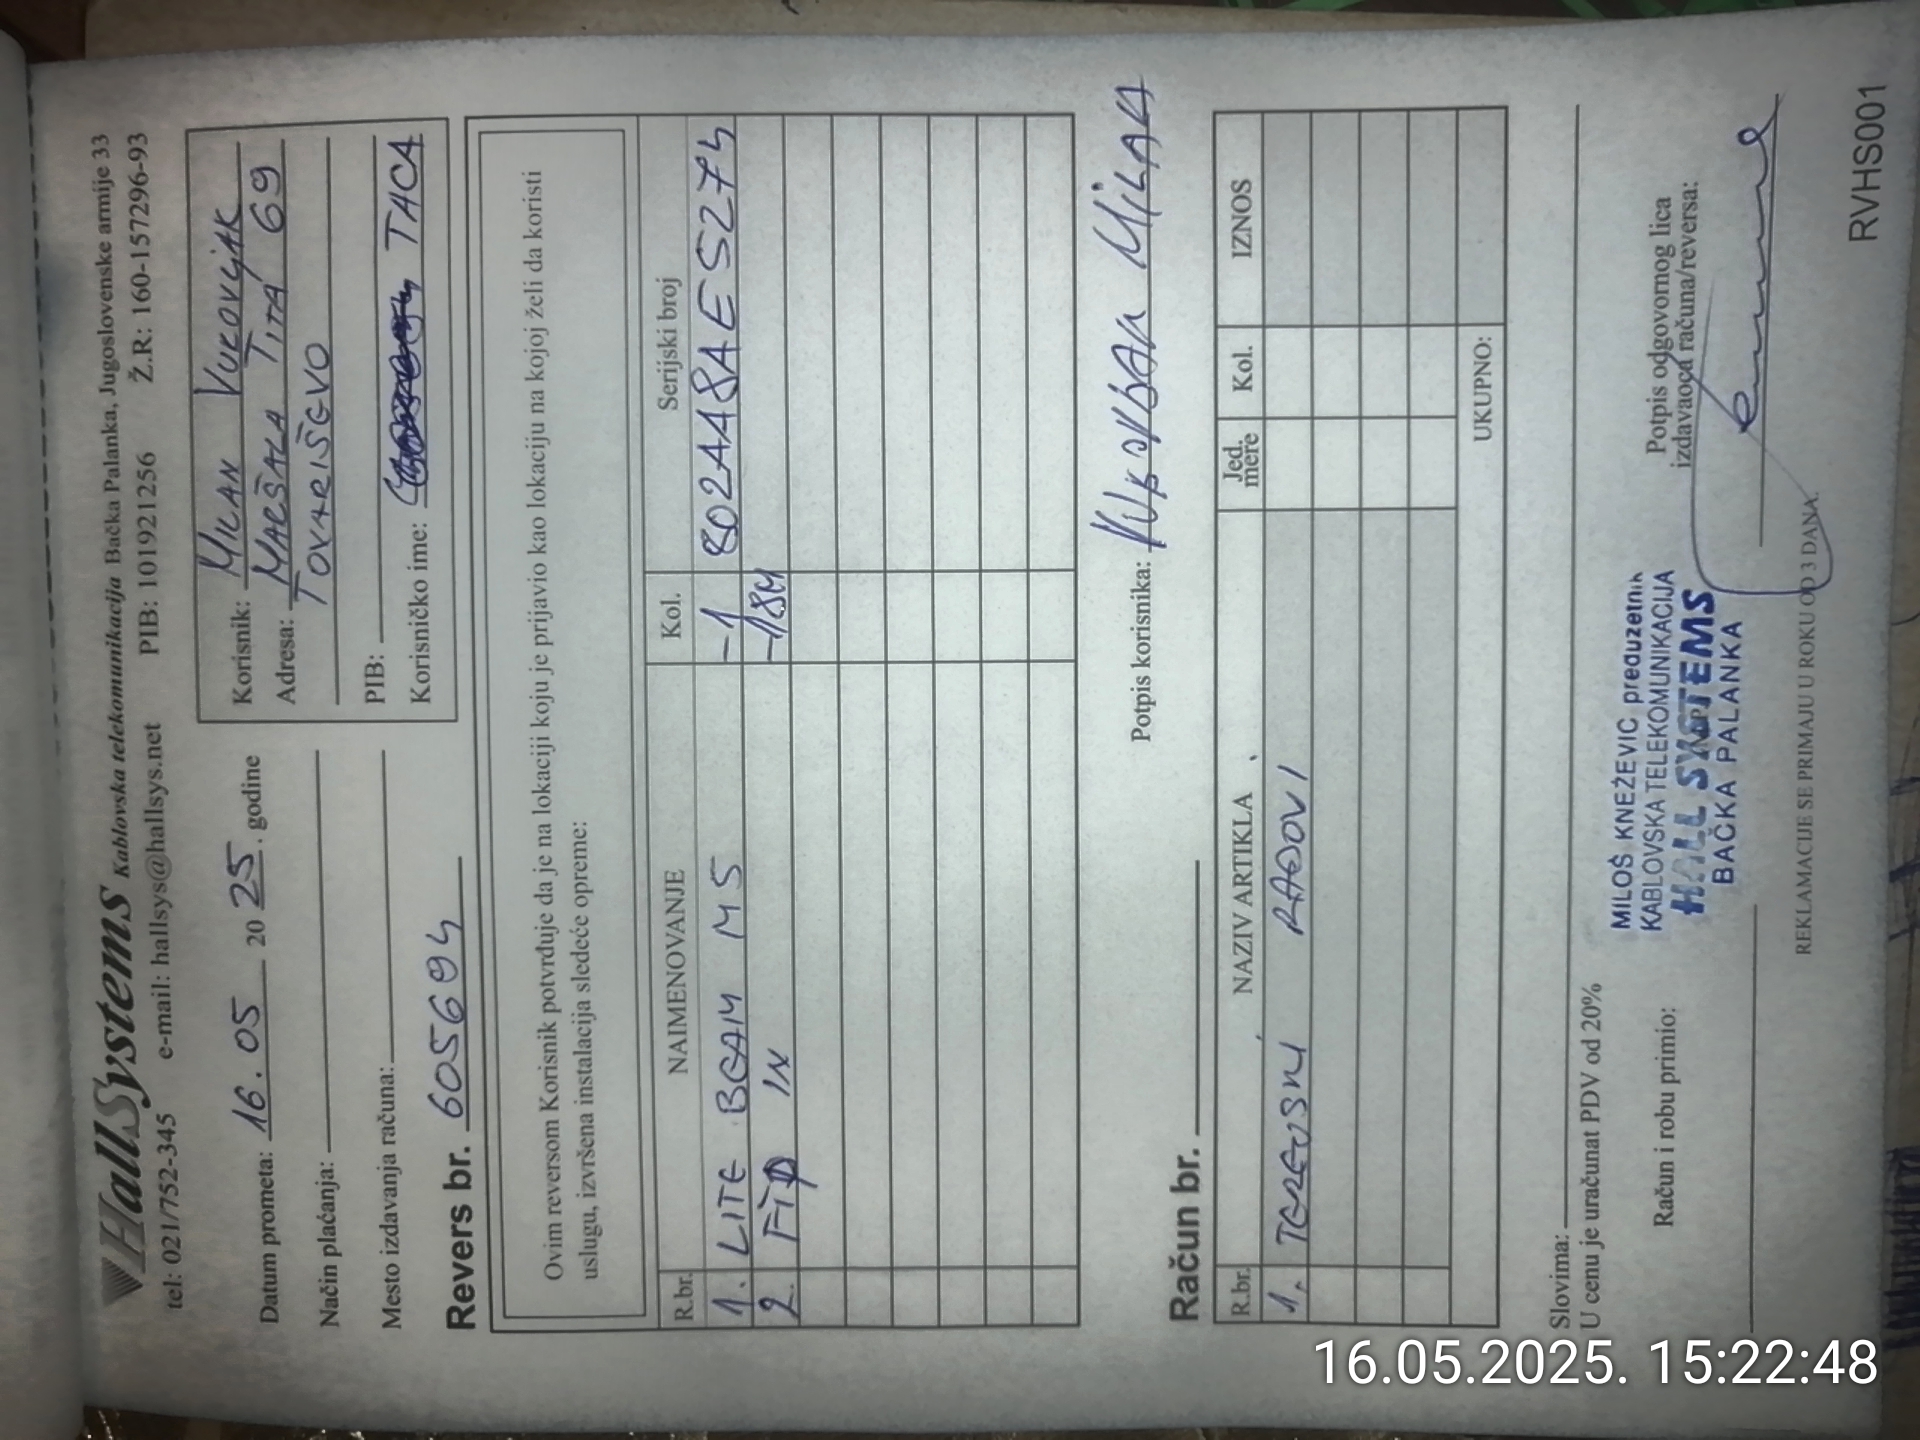 HallSystems Kablovska telekomunikacija Bačka Palanka, Jugoslovenske armije 33
tel: 021/752-345 e-mail: hallsys@hallsys.net PIB: 101921256 Ž.R: 160-157296-93
Datum prometa: 16.05 2025. godine
Način plaćanja:
Mesto izdavanja računa:
Korisnik: MILAN VUKOVIJAK
Adresa: MARŠALA TITA 69
TOVARIŠEVO
PIB:
Korisničko ime: TACA
Revers br. 605694
Ovim reversom Korisnik potvrđuje da je na lokaciji koju je prijavio kao lokaciju na kojoj želi da koristi
uslugu, izvršena instalacija sledeće opreme:
R.br. NAIMENOVANJE Kol. Serijski broj
1. LITE BEAM M5 -1 802AA8AE5274
2. FTP IN -18M
Potpis korisnika:
Račun br.
R.br. NAZIV ARTIKLA Jed. mere Kol. IZNOS
1. RADOVI
UKUPNO:
Slovima:
U cenu je uračunat PDV od 20%
Račun i robu primio:
MILOŠ KNEŽEVIĆ preduzetnik
KABLOVSKA TELEKOMUNIKACIJA
HALL SYSTEMS
BAČKA PALANKA
Potpis odgovornog lica
izdavaoca računa/reversa:
REKLAMACIJE SE PRIMAJU U ROKU OD 3 DANA.
RVHS001
16.05.2025. 15:22:48